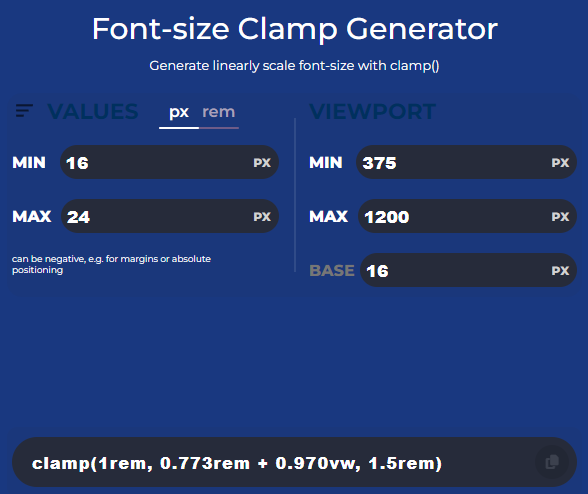 Font-size Clamp Generator
Generate linearly scale font-size with clamp()
VALUES px rem
MIN 16 PX
MAX 24 PX
can be negative, e.g. for margins or absolute
positioning
VIEWPORT
MIN 375 PX
MAX 1200 PX
BASE 16 PX
clamp(1rem, 0.773rem + 0.970vw, 1.5rem)